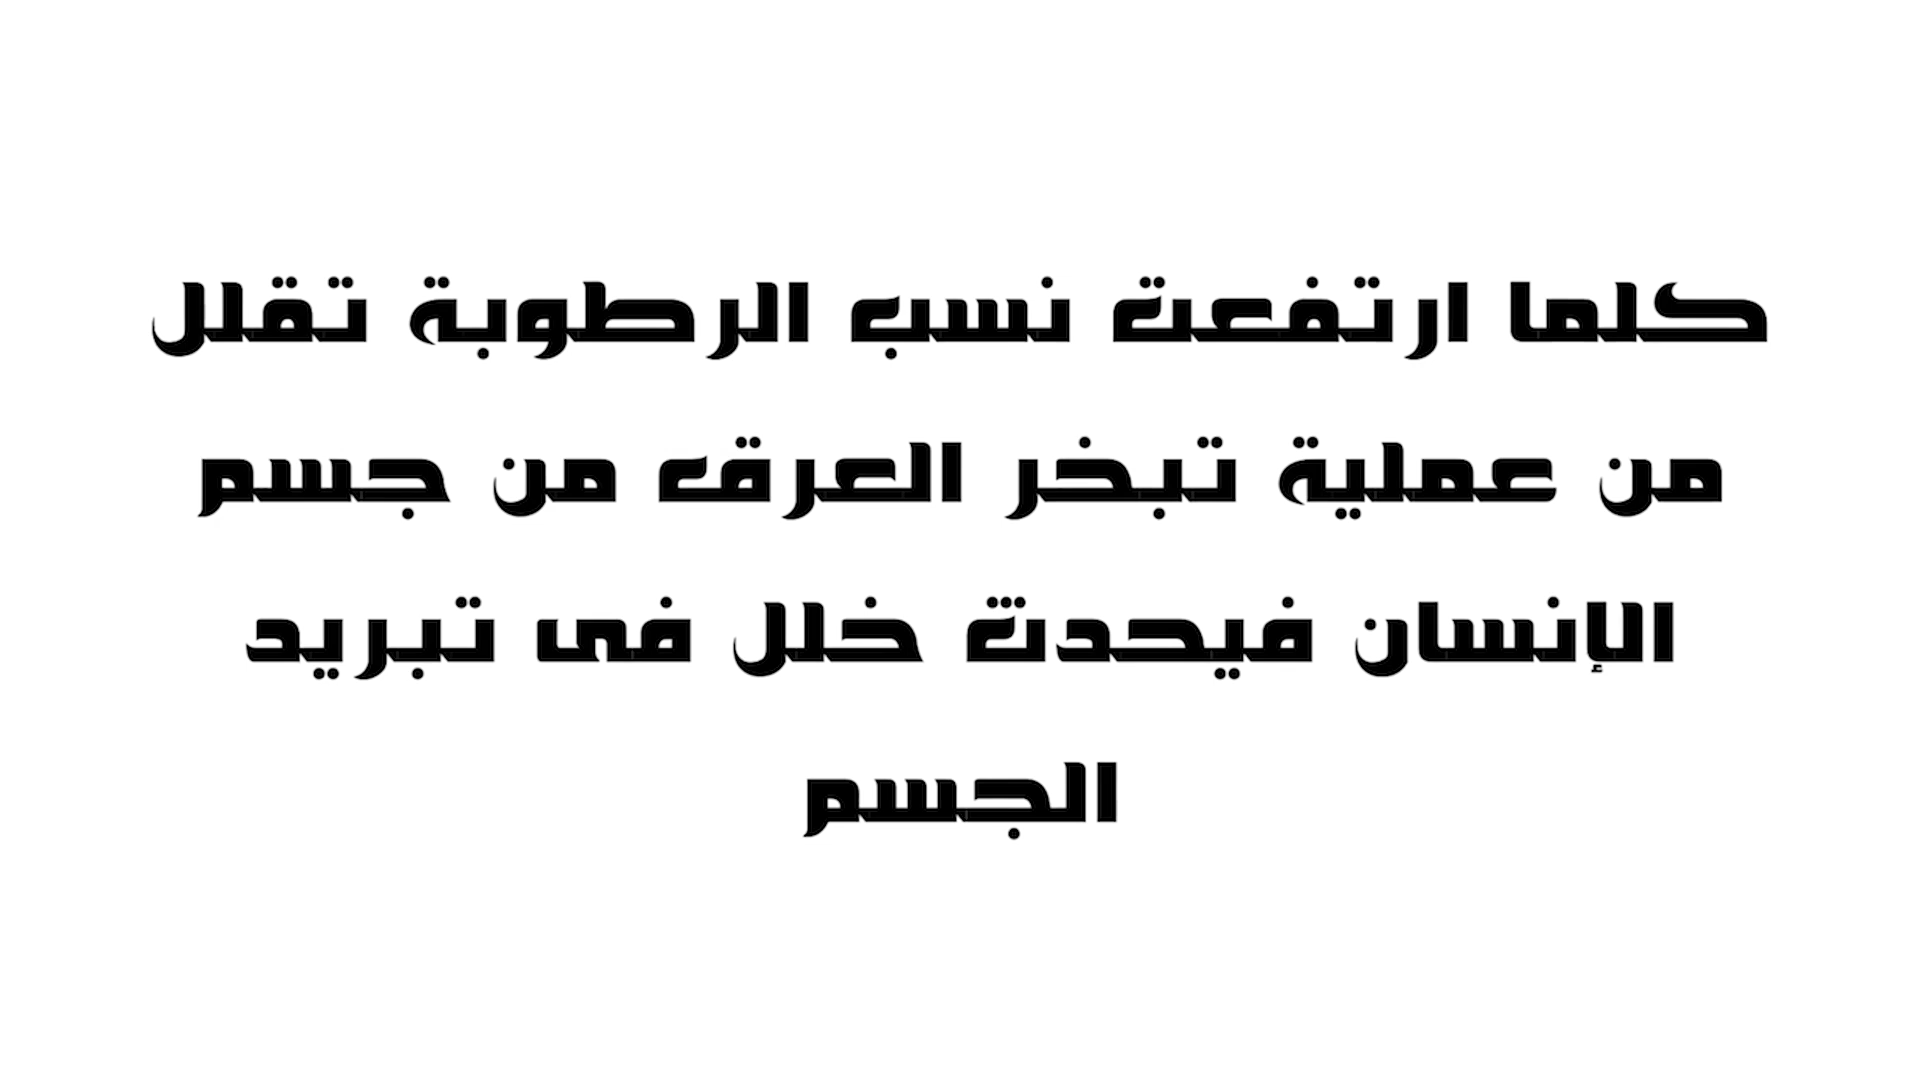 كلما ارتفعت نسب الرطوبة تقلل
من عملية تبخر العرق من جسم
الإنسان فيحدث خلل فى تبريد
الجسم